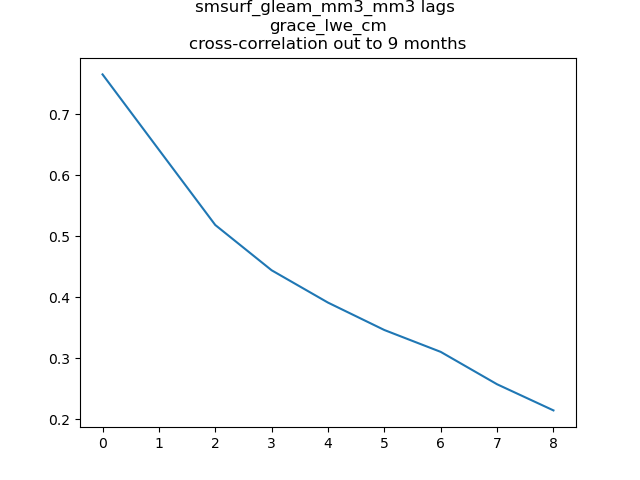 smsurf_gleam_mm3_mm3 lags
grace_lwe_cm
cross-correlation out to 9 months
0.7
0.6
0.5
0.4
0.3
0.2
0 1 2 3 4 5 6 7 8